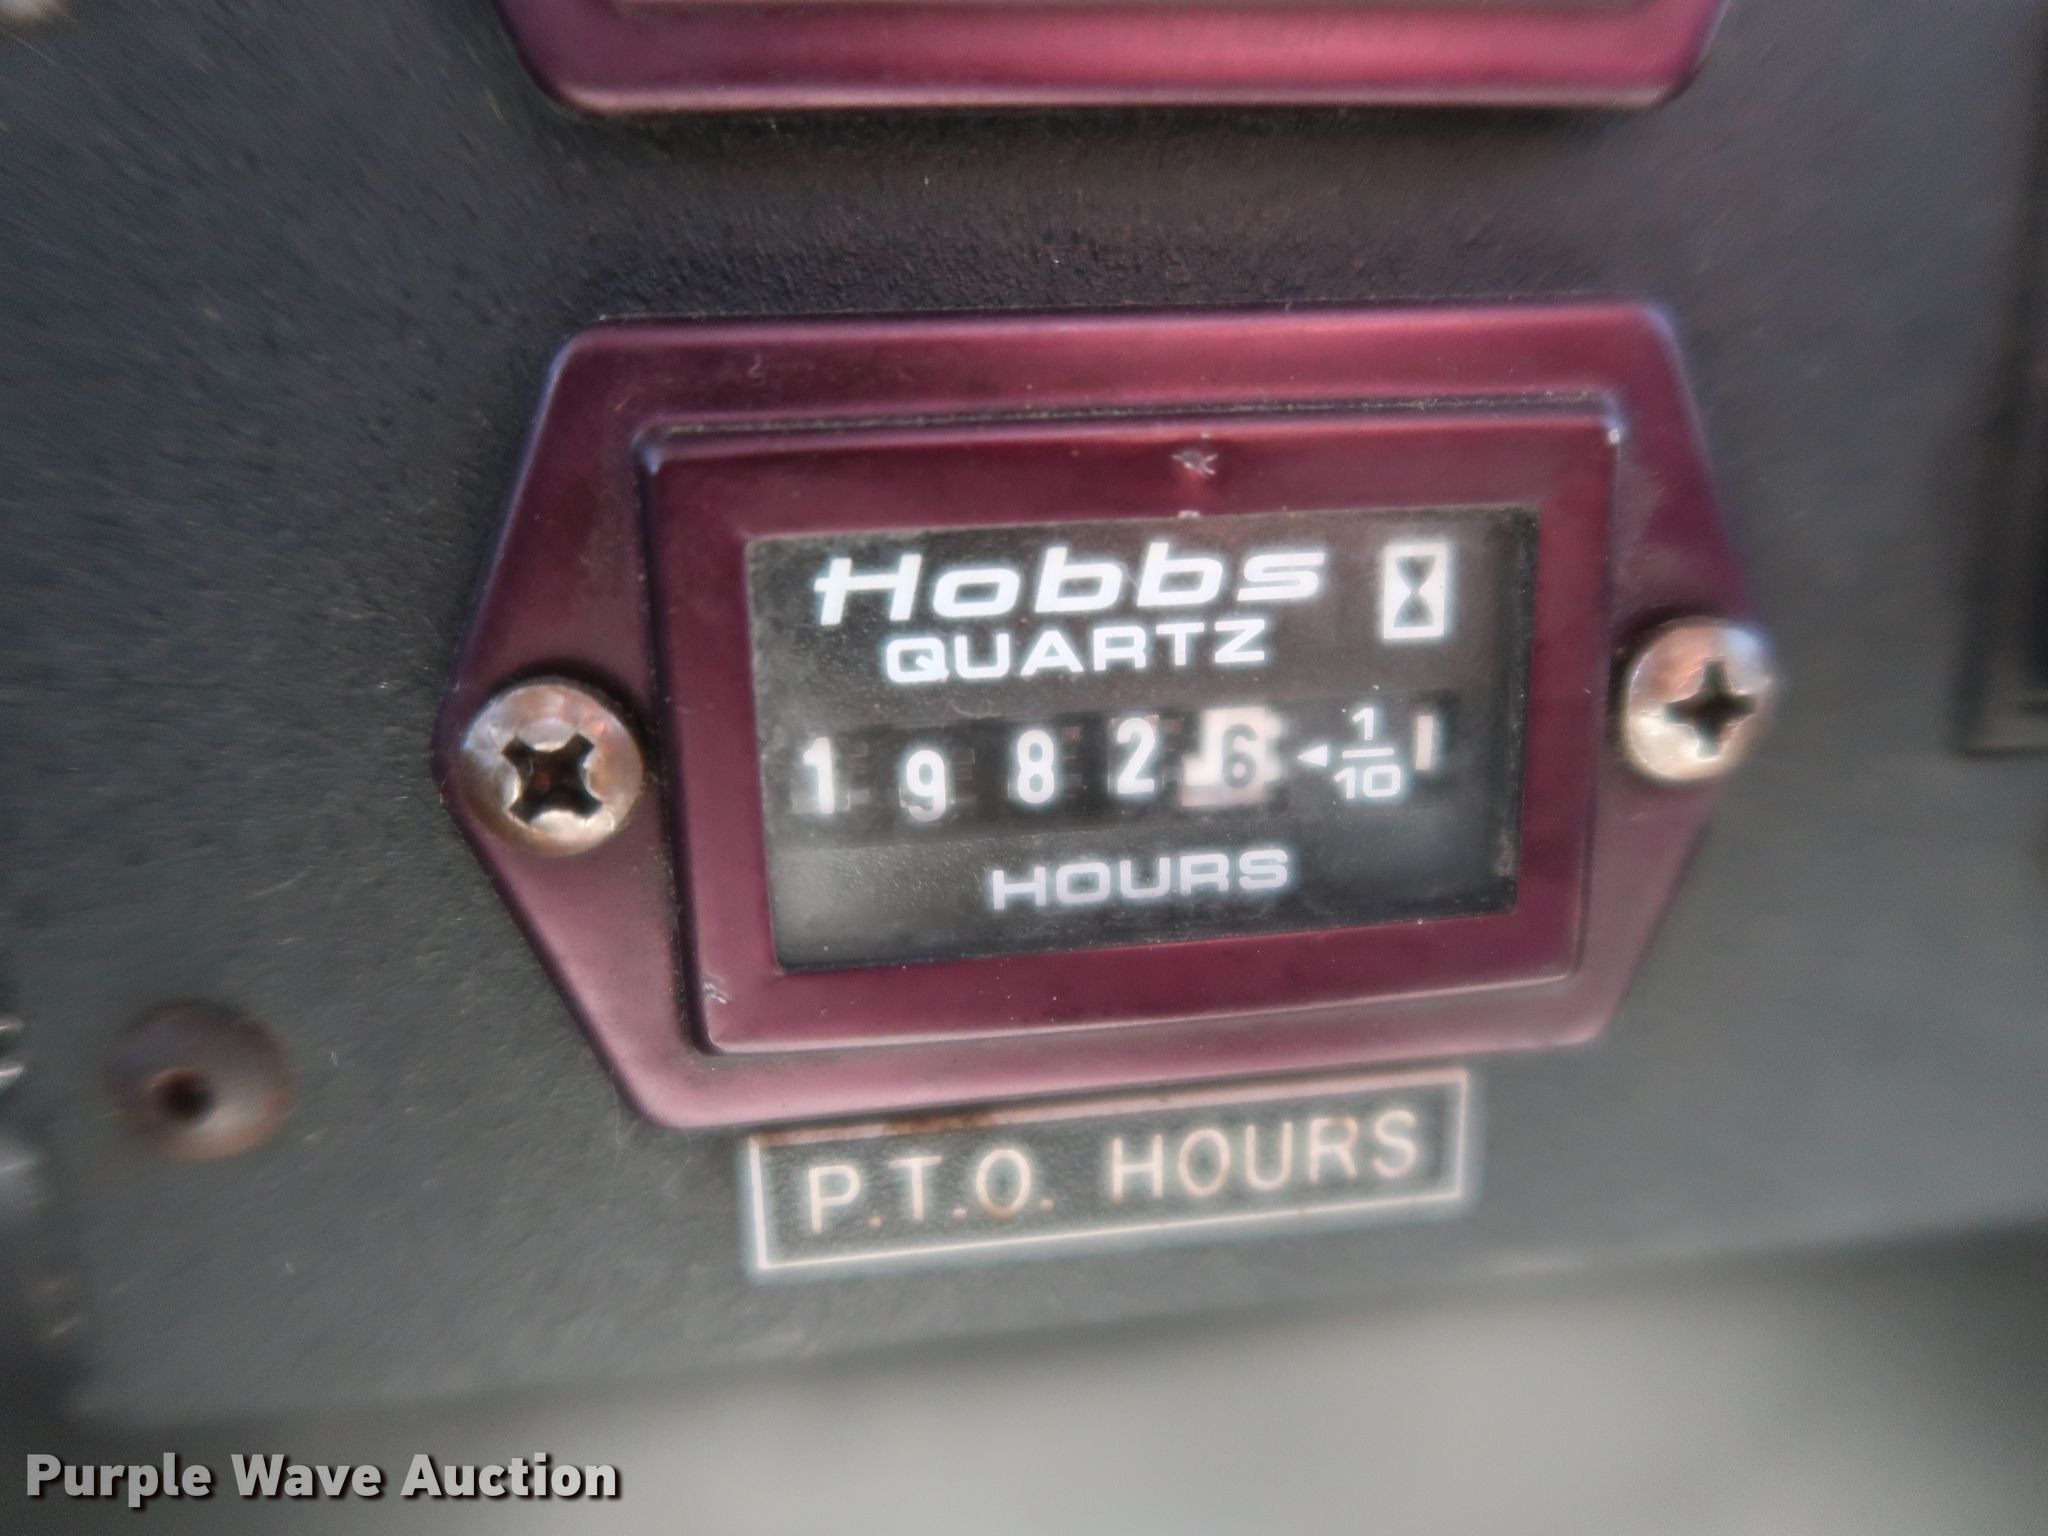 Hobbs
QUARTZ
1 9 8 2 6 ◄ 1/10
HOURS
P.T.O. HOURS
Purple Wave Auction